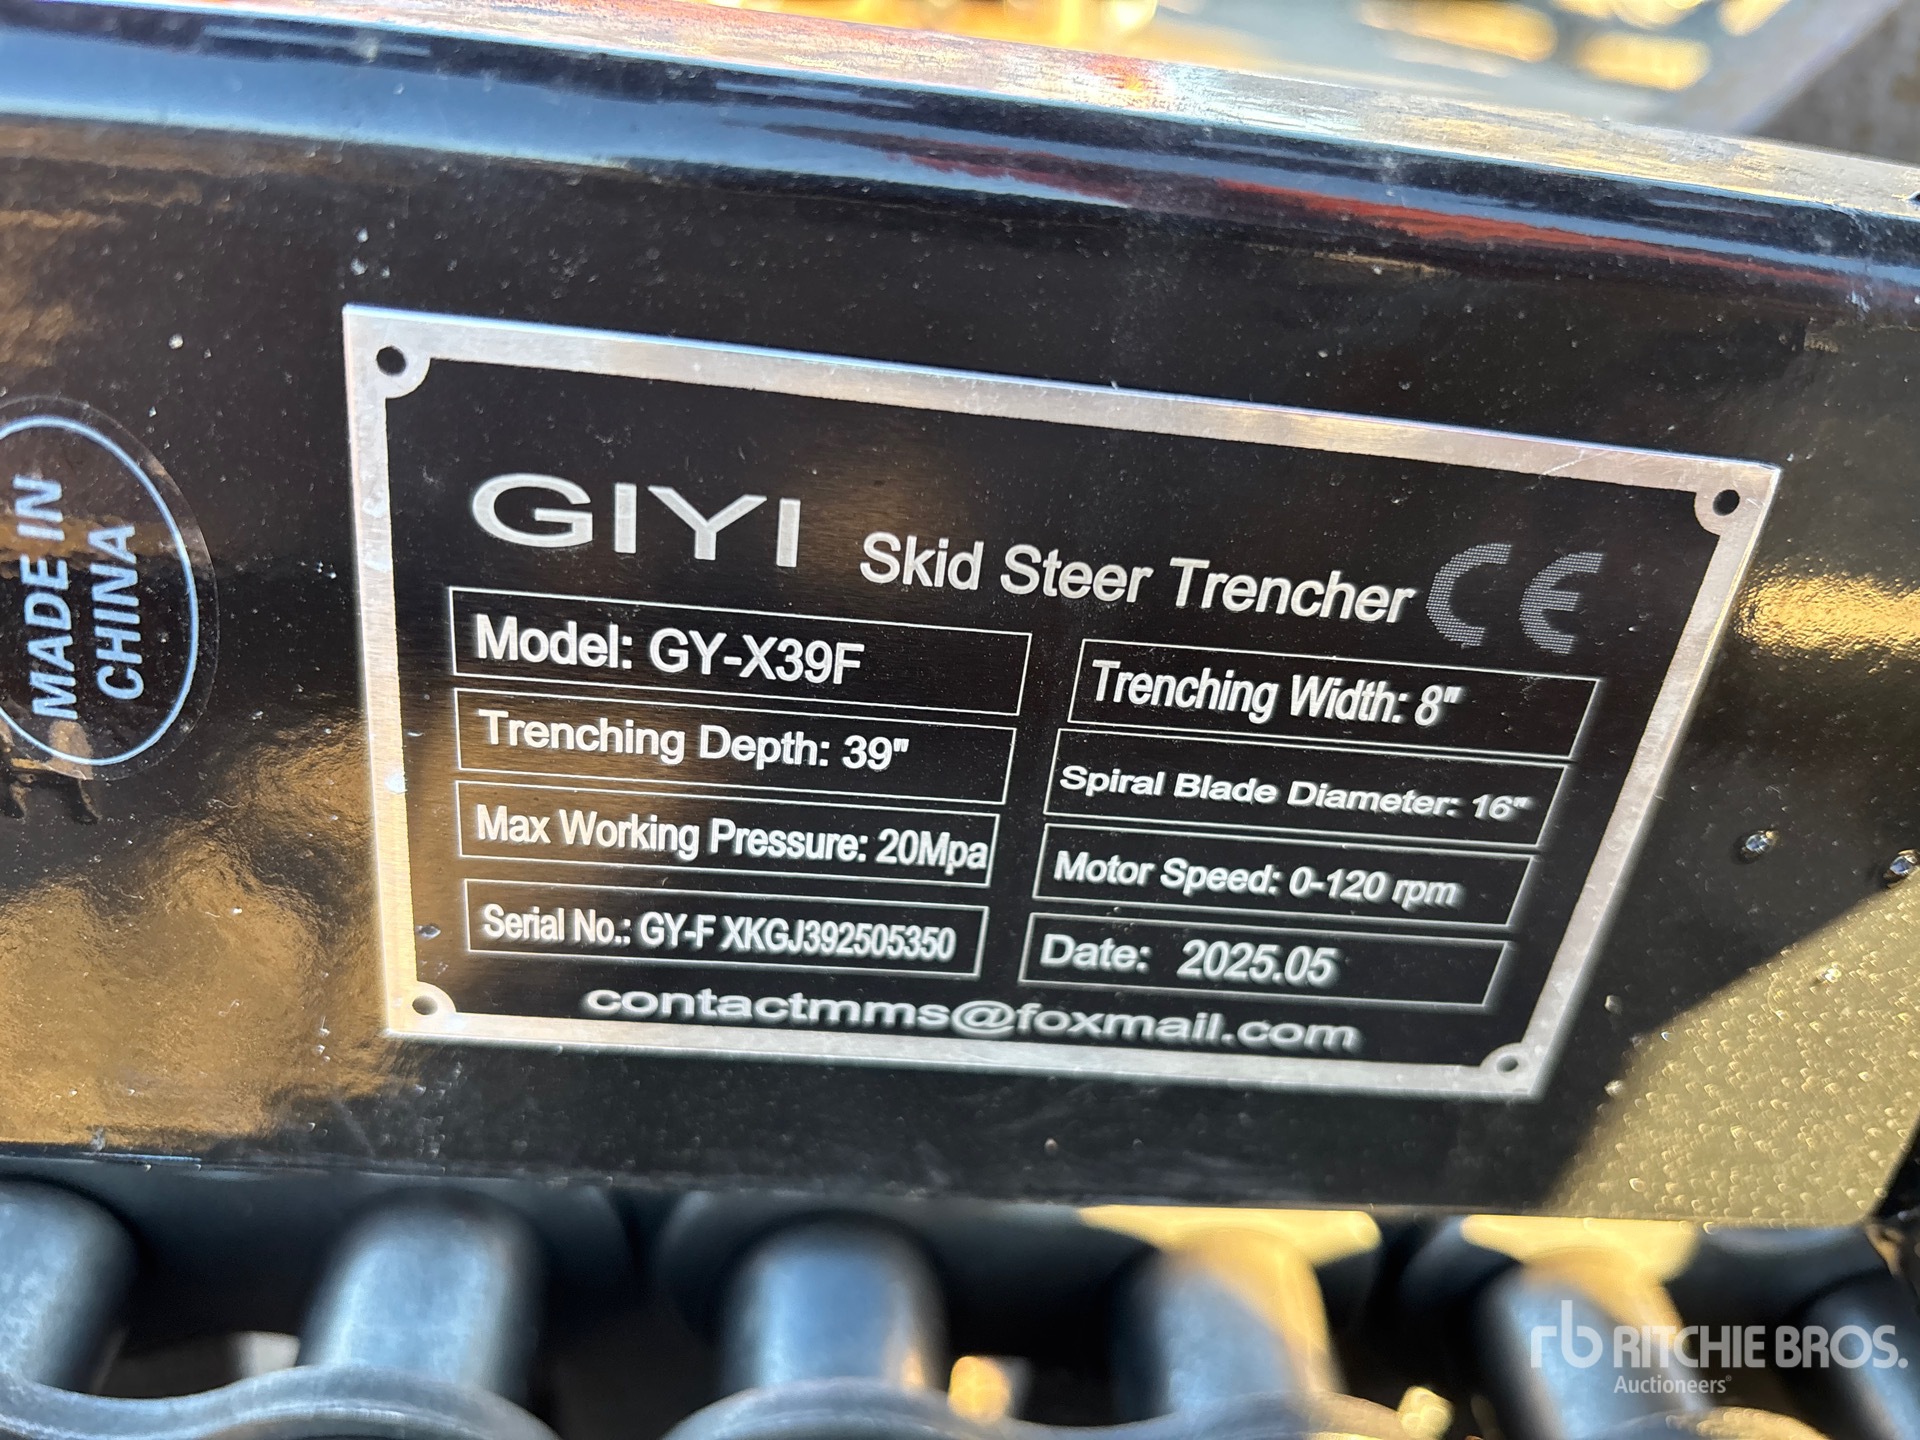 MADE IN
CHINA
GIYI Skid Steer Trencher CE
Model: GY-X39F
Trenching Width: 8"
Trenching Depth: 39"
Spiral Blade Diameter: 16"
Max Working Pressure: 20Mpa
Motor Speed: 0-120 rpm
Serial No.: GY-F XKGJ392505350
Date: 2025.05
contactmms@foxmail.com
rb RITCHIE BROS.
Auctioneers®